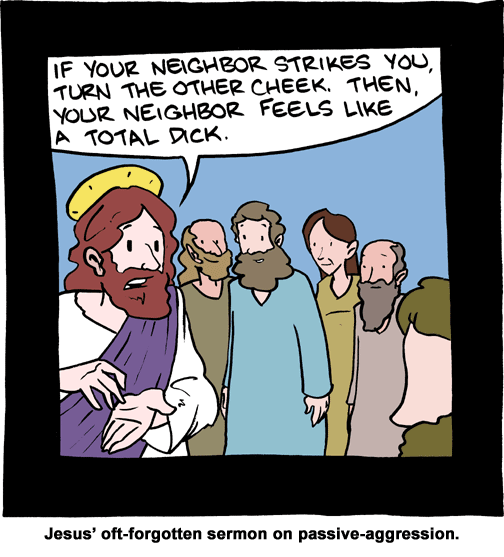 IF YOUR NEIGHBOR STRIKES YOU,
TURN THE OTHER CHEEK. THEN,
YOUR NEIGHBOR FEELS LIKE
A TOTAL DICK.
Jesus' oft-forgotten sermon on passive-aggression.